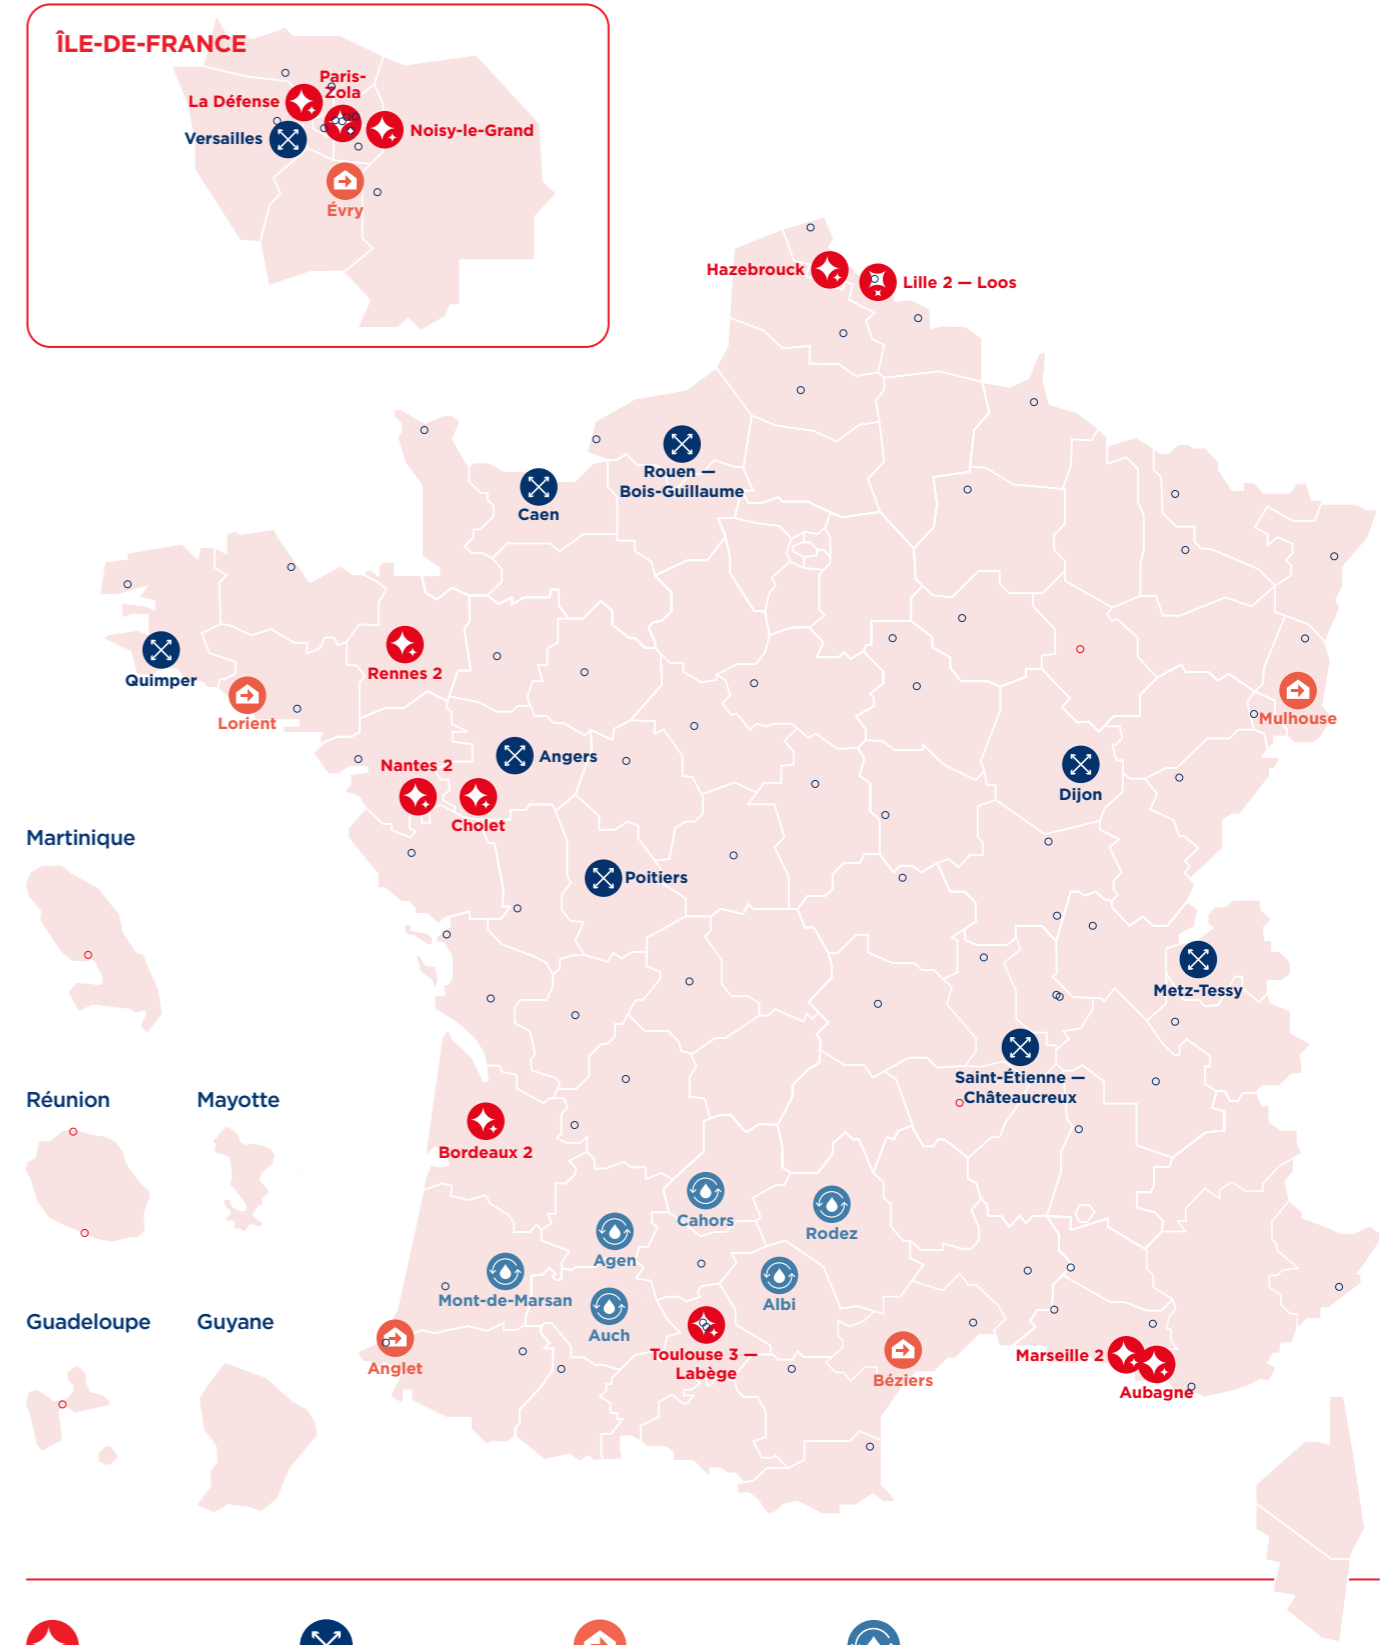 ÎLE-DE-FRANCE
Paris-
Zola
La Défense
Noisy-le-Grand
Versailles
Évry
Hazebrouck
Lille 2 — Loos
Rouen —
Bois-Guillaume
Caen
Rennes 2
Quimper
Lorient
Mulhouse
Angers
Nantes 2
Dijon
Cholet
Martinique
Poitiers
Metz-Tessy
Saint-Étienne —
Châteaucreux
Réunion
Mayotte
Bordeaux 2
Cahors
Rodez
Agen
Mont-de-Marsan
Albi
Guadeloupe
Guyane
Auch
Toulouse 3 —
Labège
Marseille 2
Anglet
Béziers
Aubagne